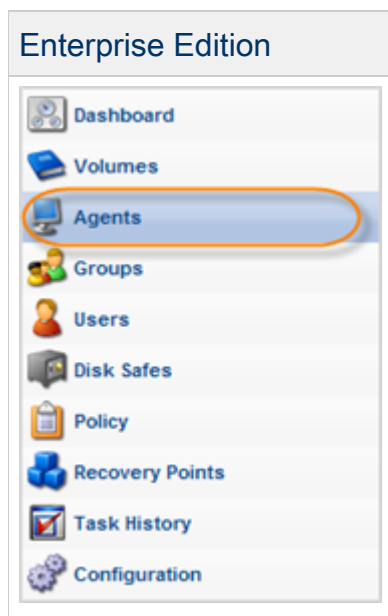 Enterprise Edition
Dashboard
Volumes
Agents
Groups
Users
Disk Safes
Policy
Recovery Points
Task History
Configuration